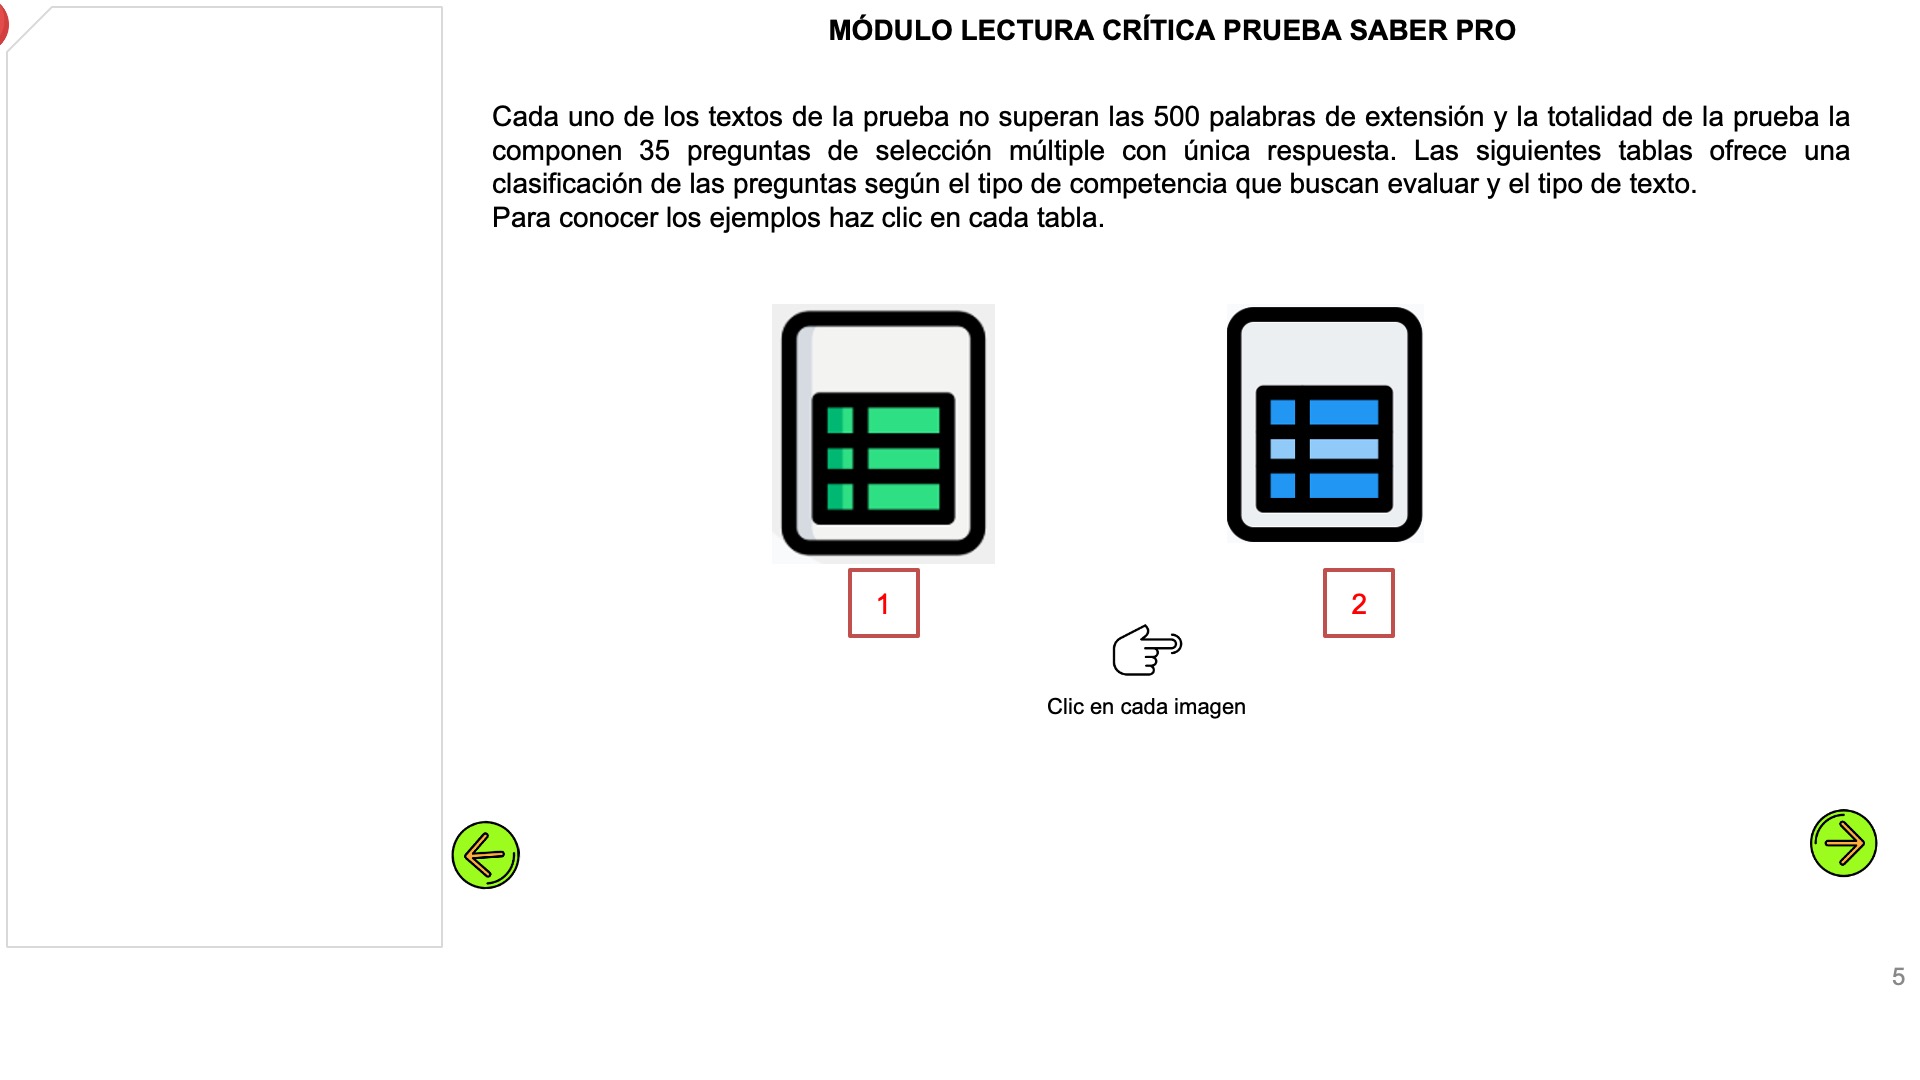 MÓDULO LECTURA CRÍTICA PRUEBA SABER PRO
Cada uno de los textos de la prueba no superan las 500 palabras de extensión y la totalidad de la prueba la
componen 35 preguntas de selección múltiple con única respuesta. Las siguientes tablas ofrece una
clasificación de las preguntas según el tipo de competencia que buscan evaluar y el tipo de texto.
Para conocer los ejemplos haz clic en cada tabla.
1
2
Clic en cada imagen
5